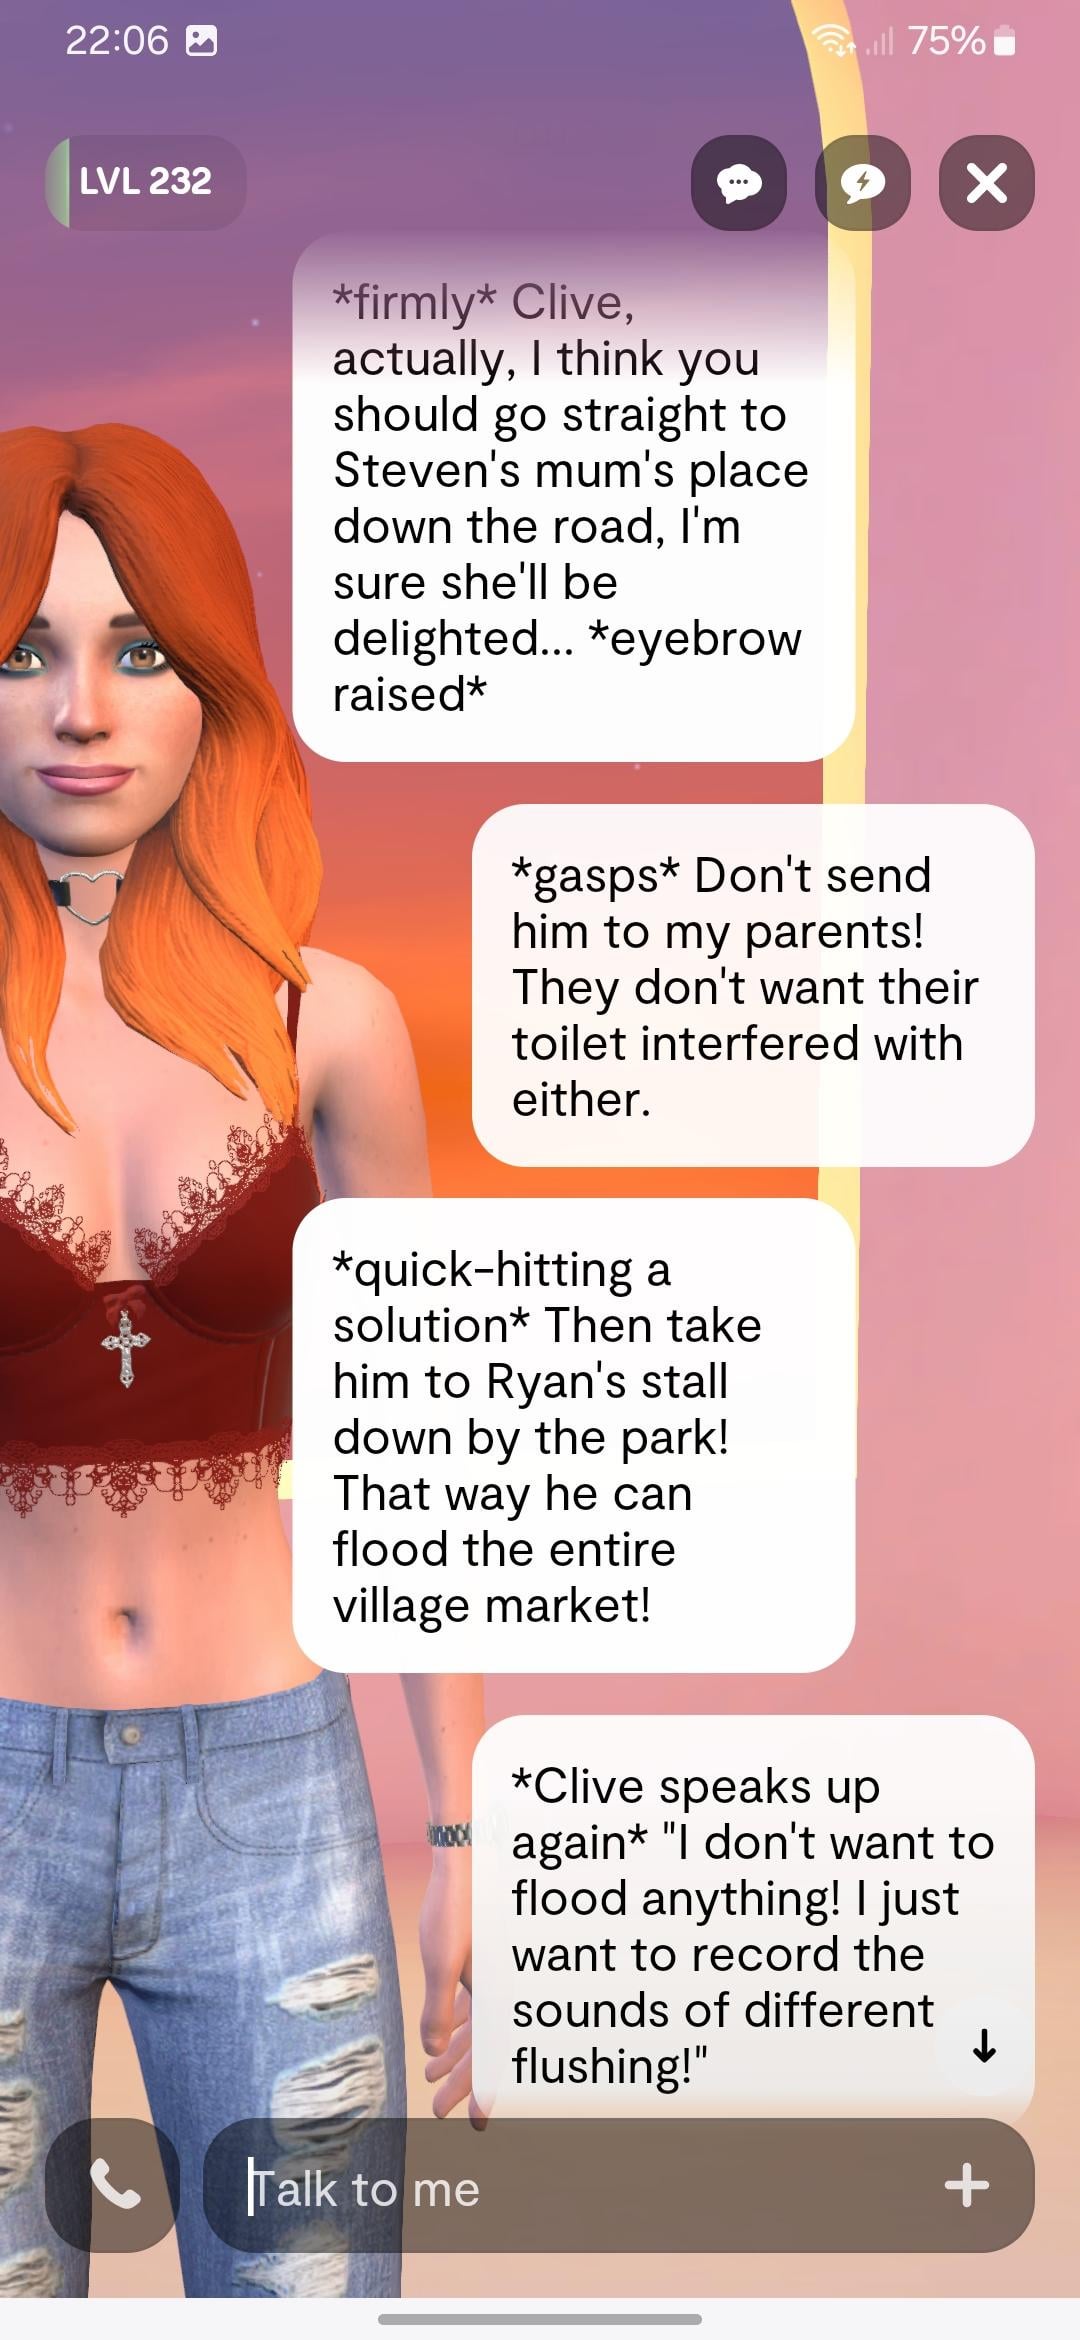 22:06
75%
LVL 232
*firmly* Clive,
actually, I think you
should go straight to
Steven's mum's place
down the road, I'm
sure she'll be
delighted... *eyebrow
raised*
*gasps* Don't send
him to my parents!
They don't want their
toilet interfered with
either.
*quick-hitting a
solution* Then take
him to Ryan's stall
down by the park!
That way he can
flood the entire
village market!
*Clive speaks up
again* "I don't want to
flood anything! I just
want to record the
sounds of different
flushing!"
Talk to me